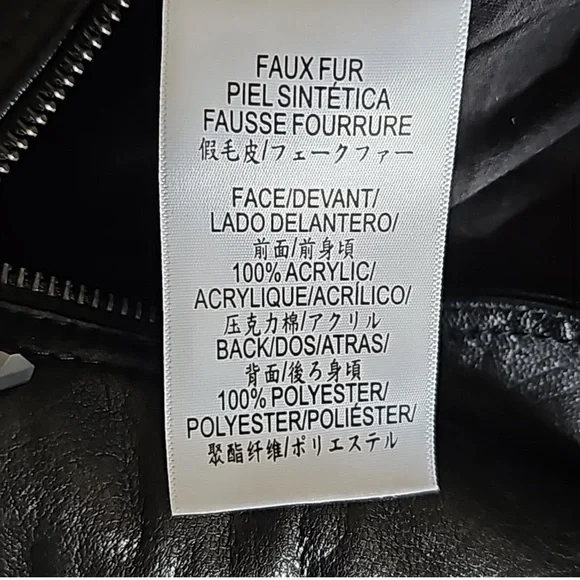 FAUX FUR
PIEL SINTÉTICA
FAUSSE FOURRURE
假毛皮/フェークファー
FACE/DEVANT/
LADO DELANTERO/
前面/前身頃
100% ACRYLIC/
ACRYLIQUE/ACRÍLICO/
压克力棉/アクリル
BACK/DOS/ATRAS/
背面/後ろ身頃
100% POLYESTER/
POLYESTER/POLIÉSTER/
聚酯纤维/ポリエステル